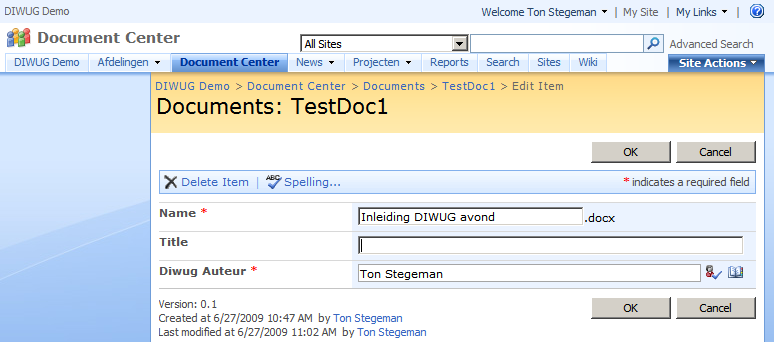 DIWUG Demo Welcome Ton Stegeman | My Site | My Links |
Document Center All Sites Advanced Search
DIWUG Demo Afdelingen Document Center News Projecten Reports Search Sites Wiki Site Actions
DIWUG Demo > Document Center > Documents > TestDoc1 > Edit Item
Documents: TestDoc1
OK Cancel
Delete Item | ABC Spelling... * indicates a required field
Name * Inleiding DIWUG avond .docx
Title
Diwug Auteur * Ton Stegeman
Version: 0.1 OK Cancel
Created at 6/27/2009 10:47 AM by Ton Stegeman
Last modified at 6/27/2009 11:02 AM by Ton Stegeman